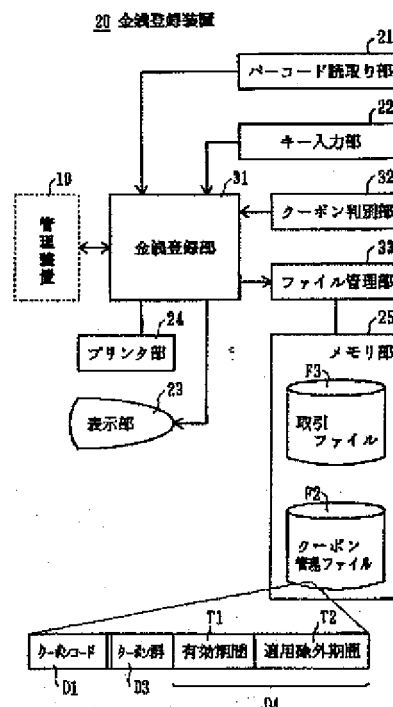 20 金銭登録装置
21
バーコード読取り部
22
キー入力部
31
32
クーポン判別部
10
管理装置
金銭登録部
33
ファイル管理部
24
プリンタ部
25
メモリ部
23
表示部
F3
取引
ファイル
F2
クーポン
管理ファイル
T1
T2
クーポンコード
クーポン群
有効期間
適用除外期間
D1
D3
D4